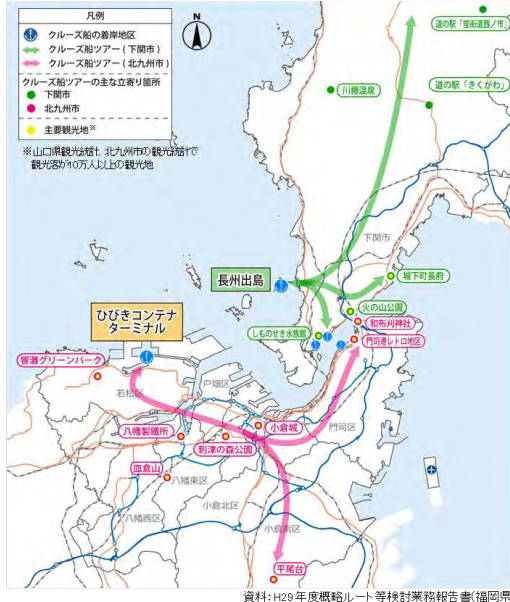 凡例
クルーズ船の着岸地区
クルーズ船ツアー(下関市)
クルーズ船ツアー(北九州市)
クルーズ船ツアーの主な立寄り箇所
下関市
北九州市
主要観光地※
※山口県観光統計、北九州市の観光統計で
観光客が10万人以上の観光地
N
道の駅「蛍街道西ノ市」
川棚温泉
道の駅「きくがわ」
下関市
長州出島
城下町長府
火の山公園
和布刈神社
しものせき水族館
門司港レトロ地区
ひびきコンテナ
ターミナル
響灘グリーンパーク
若松区
戸畑区
門司区
小倉城
八幡製鐵所
到津の森公園
皿倉山
八幡東区
八幡西区
小倉北区
小倉南区
平尾台
資料:H29年度概略ルート等検討業務報告書(福岡県